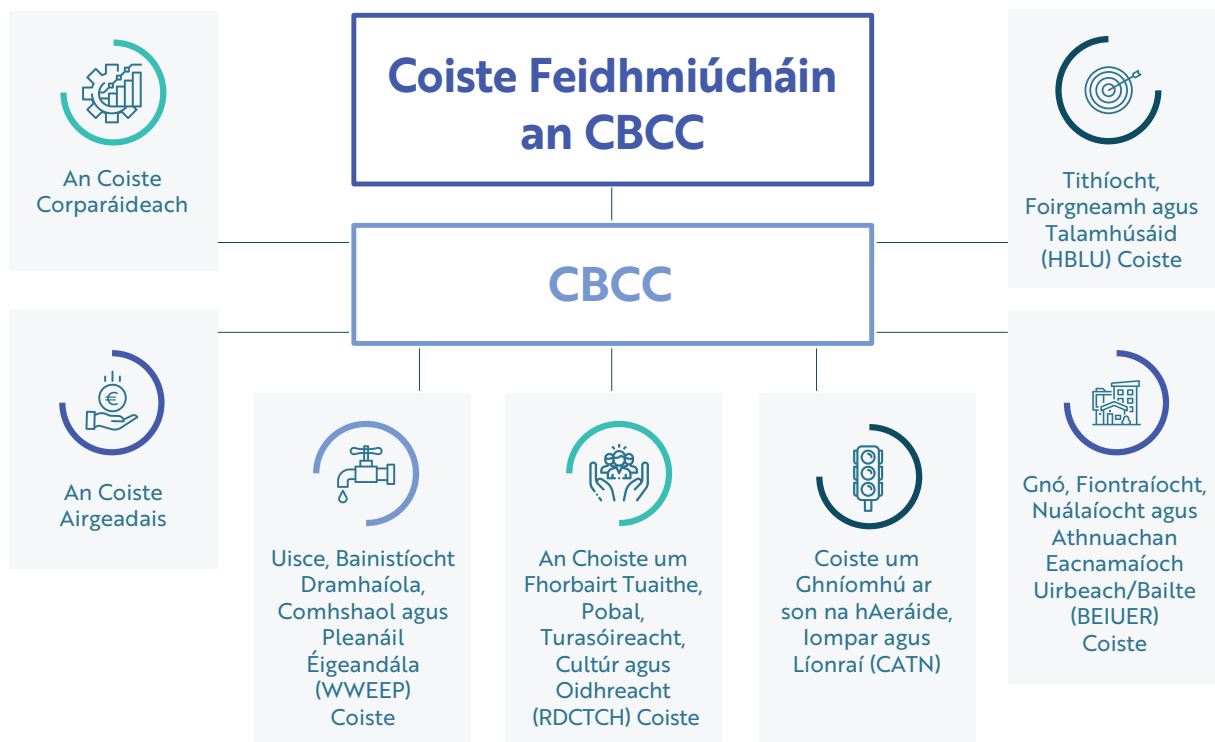 Coiste Feidhmiúcháin
an CBCC
CBCC
An Coiste
Corparáideach
An Coiste
Airgeadais
Uisce, Bainistíocht
Dramhaíola,
Comhshaol agus
Pleanáil
Éigeandála
(WWEEP)
Coiste
An Choiste um
Fhorbairt Tuaithe,
Pobal,
Turasóireacht,
Cultúr agus
Oidhreacht
(RDCTCH) Coiste
Coiste um
Ghníomhú ar
son na hAeráide,
Iompar agus
Líonraí (CATN)
Tithíocht,
Foirgneamh agus
Talamhúsáid
(HBLU) Coiste
Gnó, Fiontraíocht,
Nuálaíocht agus
Athnuachan
Eacnamaíoch
Uirbeach/Bailte
(BEIUER)
Coiste